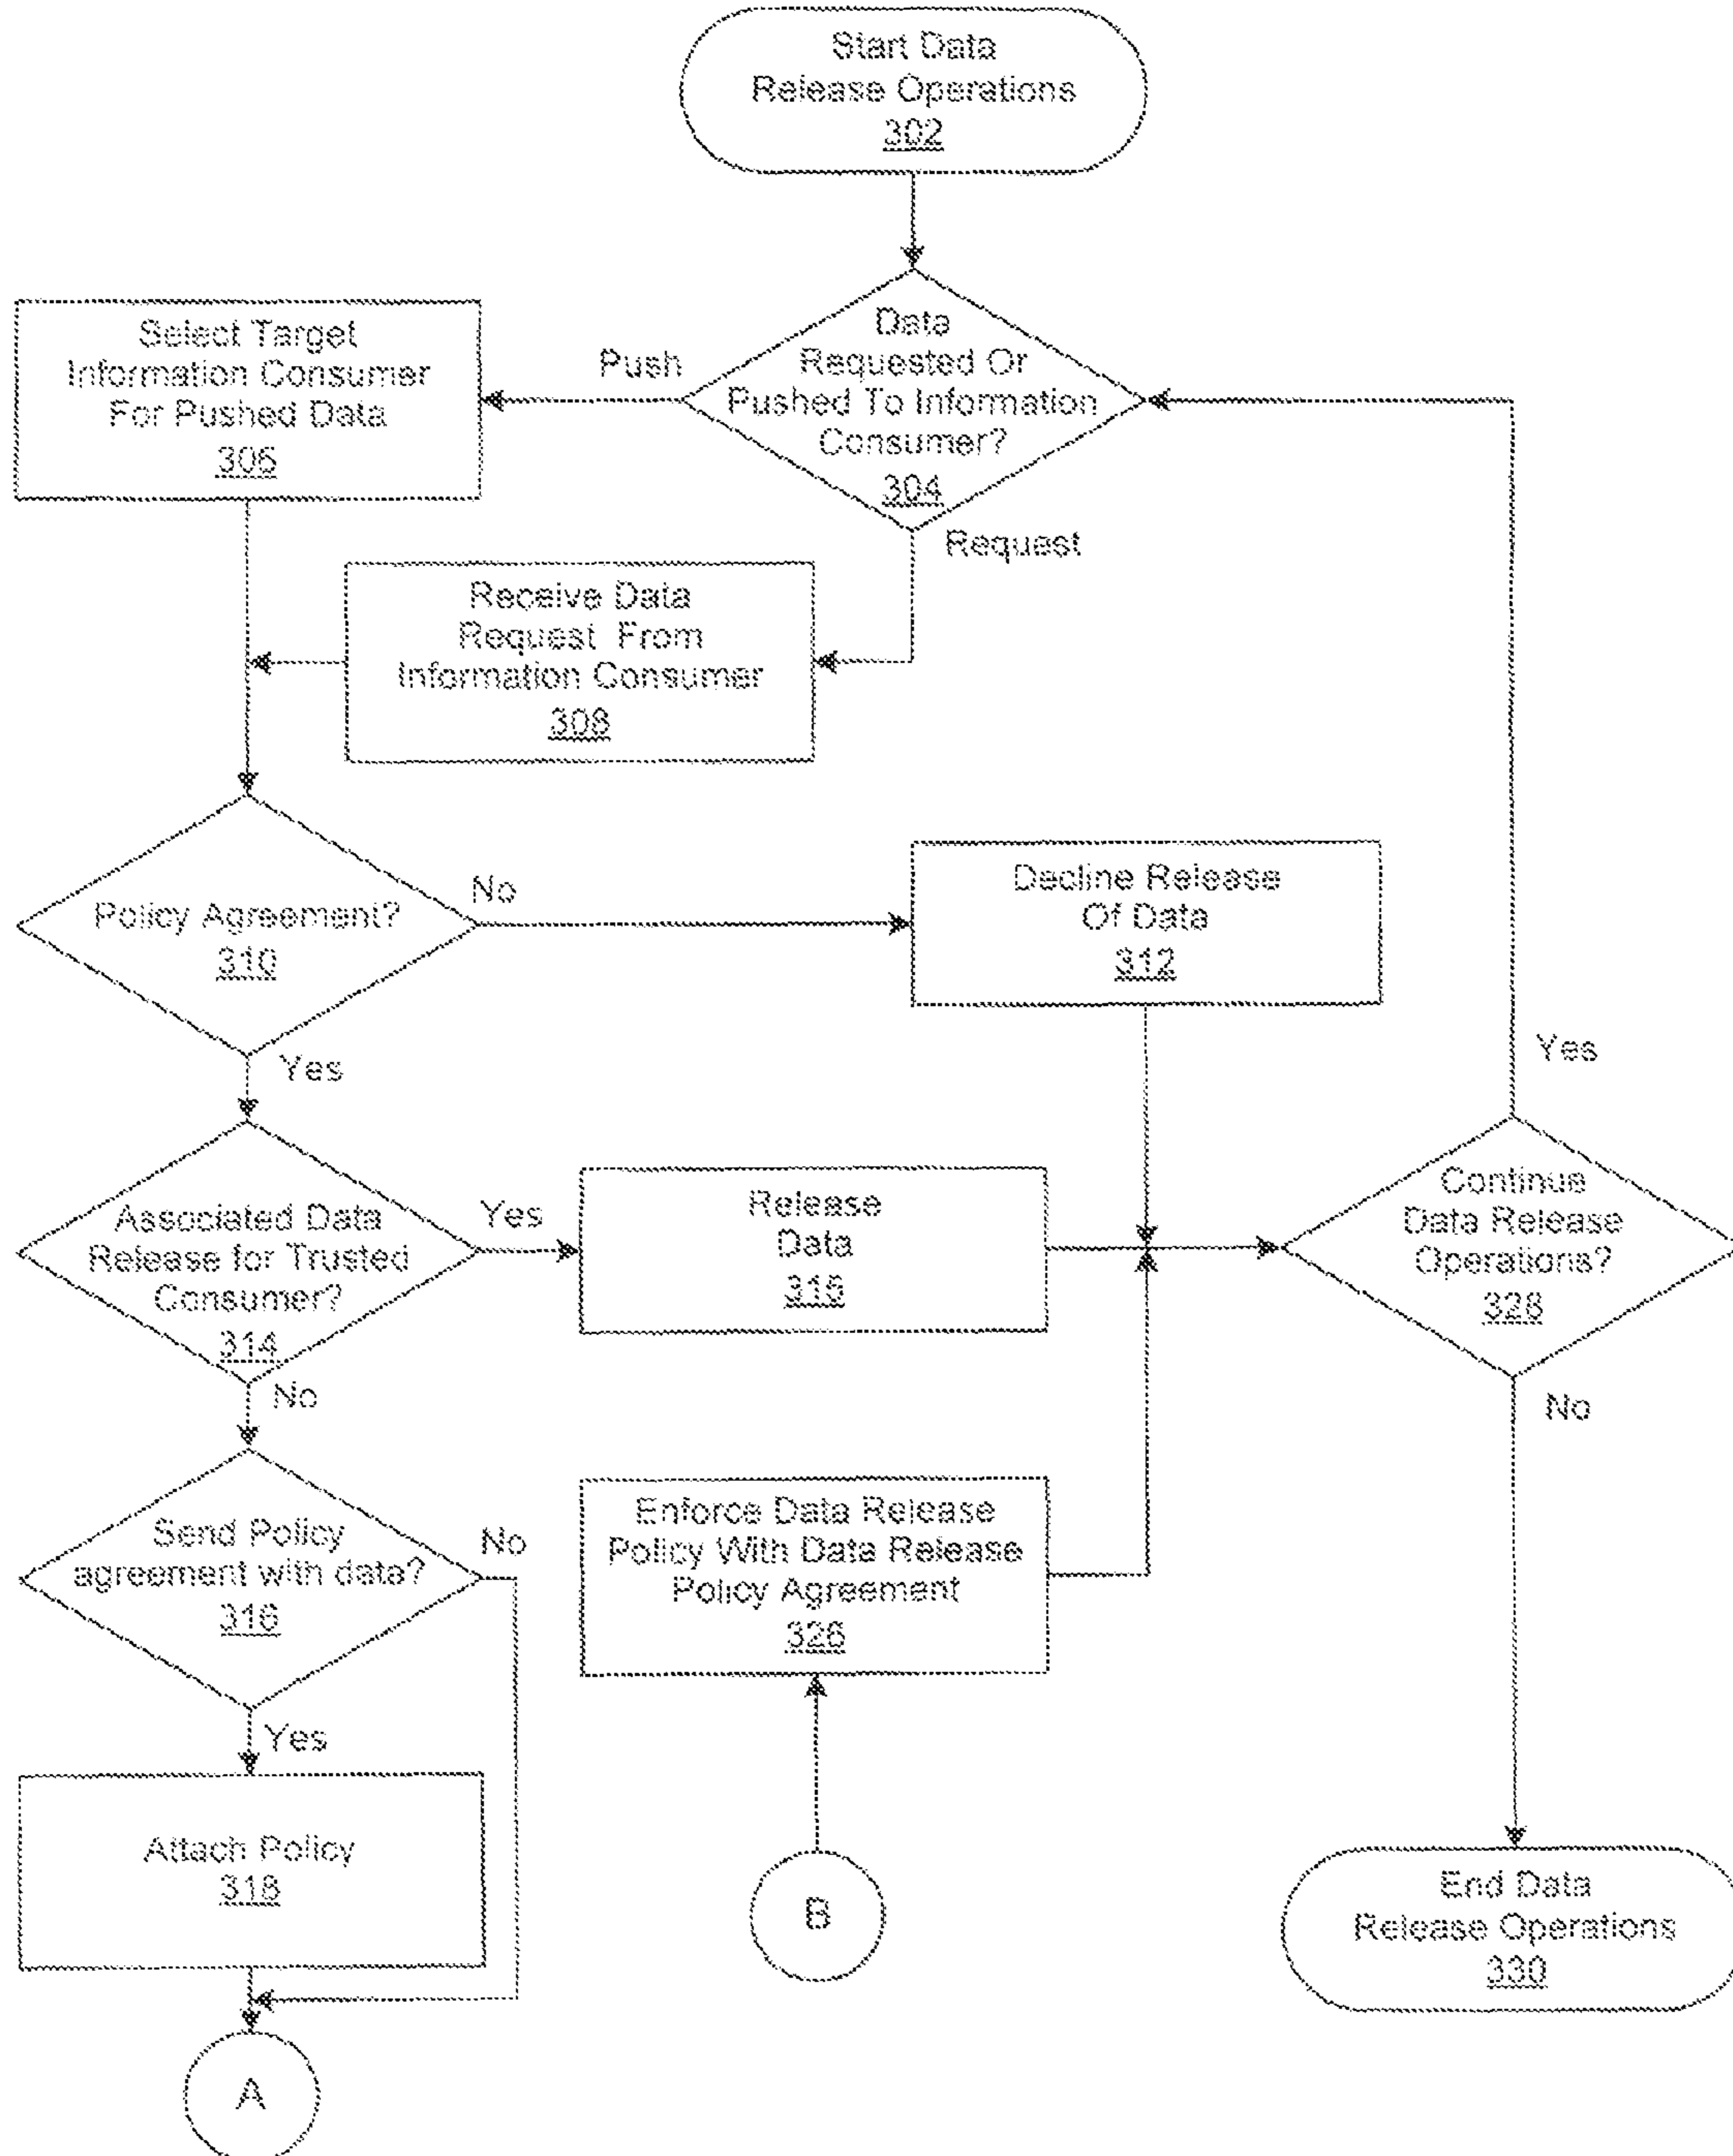 Start Data
Release Operations
302
Data
Requested Or
Pushed To Information
Consumer?
304
Push
Request
Select Target
Information Consumer
For Pushed Data
306
Receive Data
Request From
Information Consumer
308
Policy Agreement?
310
No
Yes
Decline Release
Of Data
312
Associated Data
Release for Trusted
Consumer?
314
Yes
No
Release
Data
315
Continue
Data Release
Operations?
328
Yes
No
Send Policy
agreement with data?
316
No
Yes
Enforce Data Release
Policy With Data Release
Policy Agreement
326
Attach Policy
318
B
End Data
Release Operations
330
A